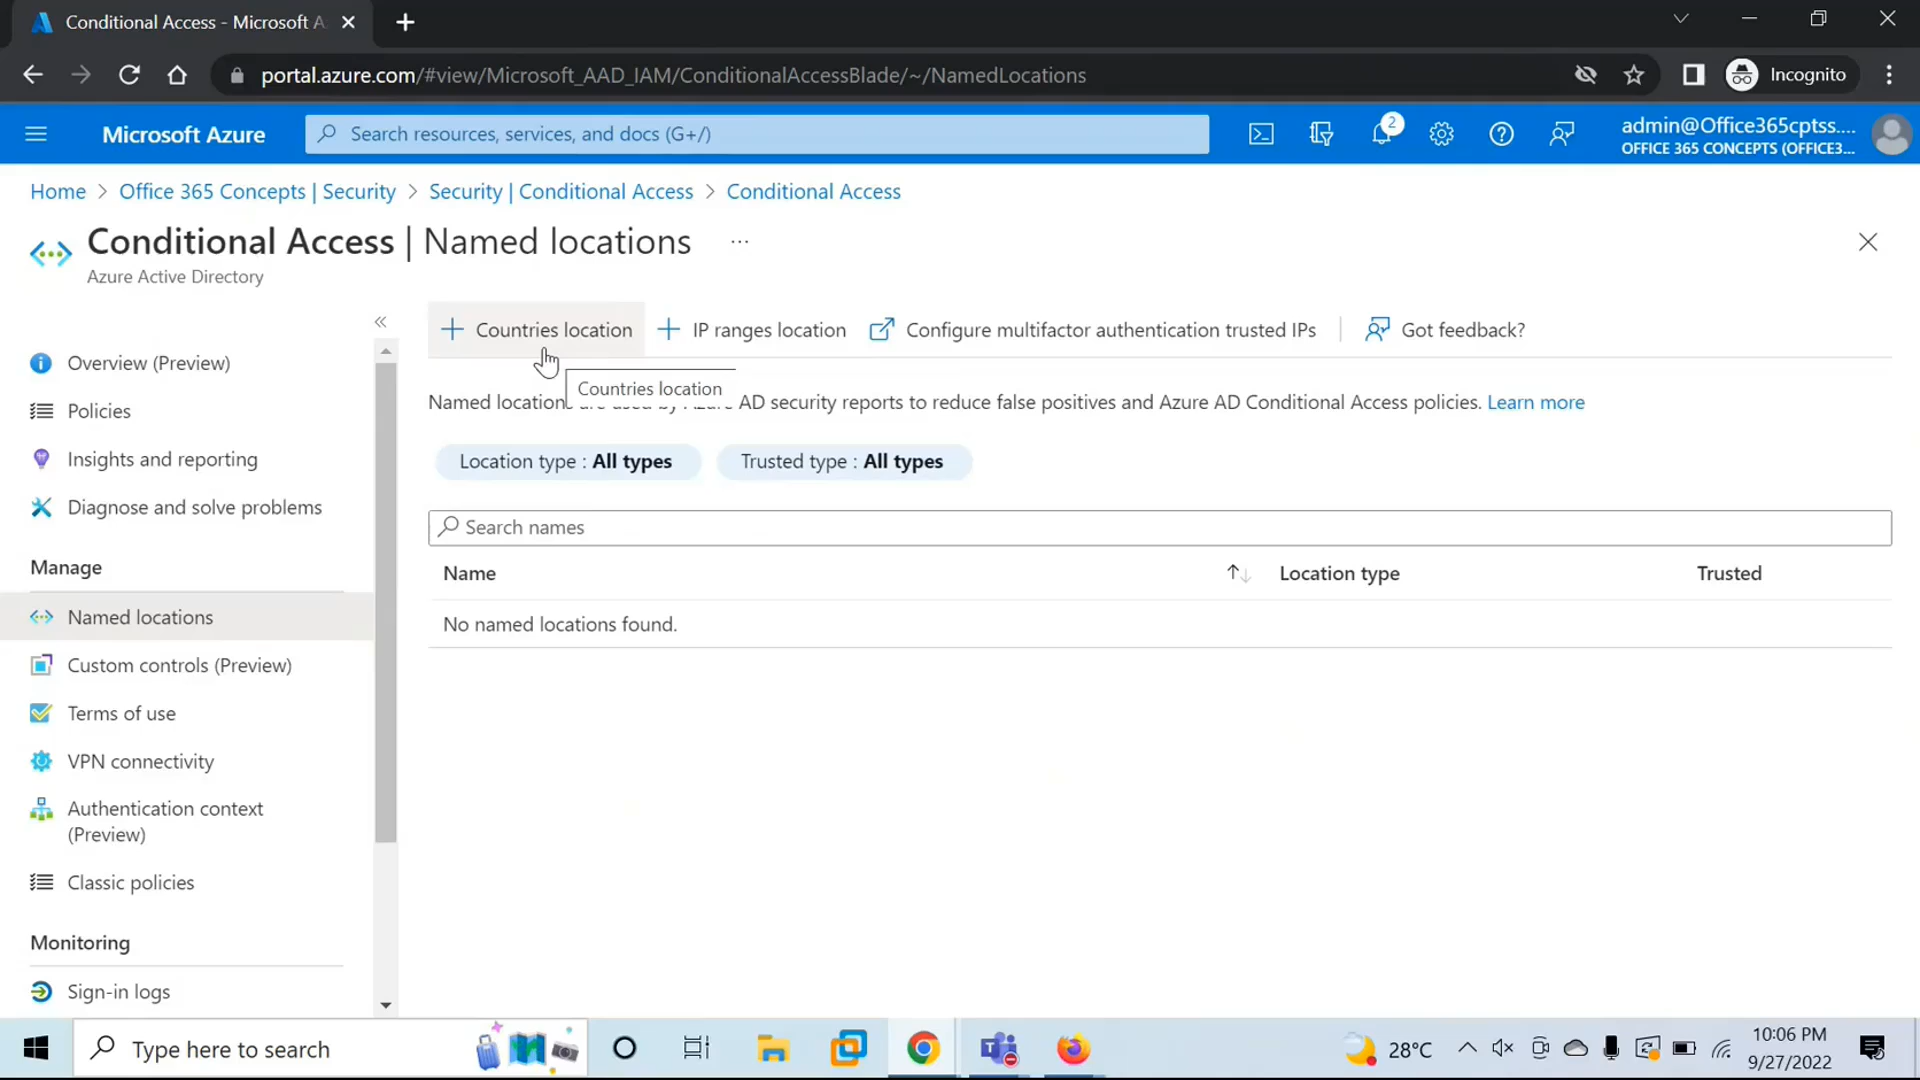 Conditional Access - Microsoft A
portal.azure.com/#view/Microsoft_AAD_IAM/ConditionalAccessBlade/~/NamedLocations
Incognito
Microsoft Azure
Search resources, services, and docs (G+/)
2
admin@Office365cptss....
OFFICE 365 CONCEPTS (OFFICE3...
Home > Office 365 Concepts | Security > Security | Conditional Access > Conditional Access
Conditional Access | Named locations ...
Azure Active Directory
Overview (Preview)
Policies
Insights and reporting
Diagnose and solve problems
Manage
Named locations
Custom controls (Preview)
Terms of use
VPN connectivity
Authentication context
(Preview)
Classic policies
Monitoring
Sign-in logs
Countries location
IP ranges location
Configure multifactor authentication trusted IPs
Got feedback?
Countries location
Named locations are used by Azure AD security reports to reduce false positives and Azure AD Conditional Access policies. Learn more
Location type : All types
Trusted type : All types
Search names
Name
Location type
Trusted
No named locations found.
Type here to search
28°C
10:06 PM
9/27/2022